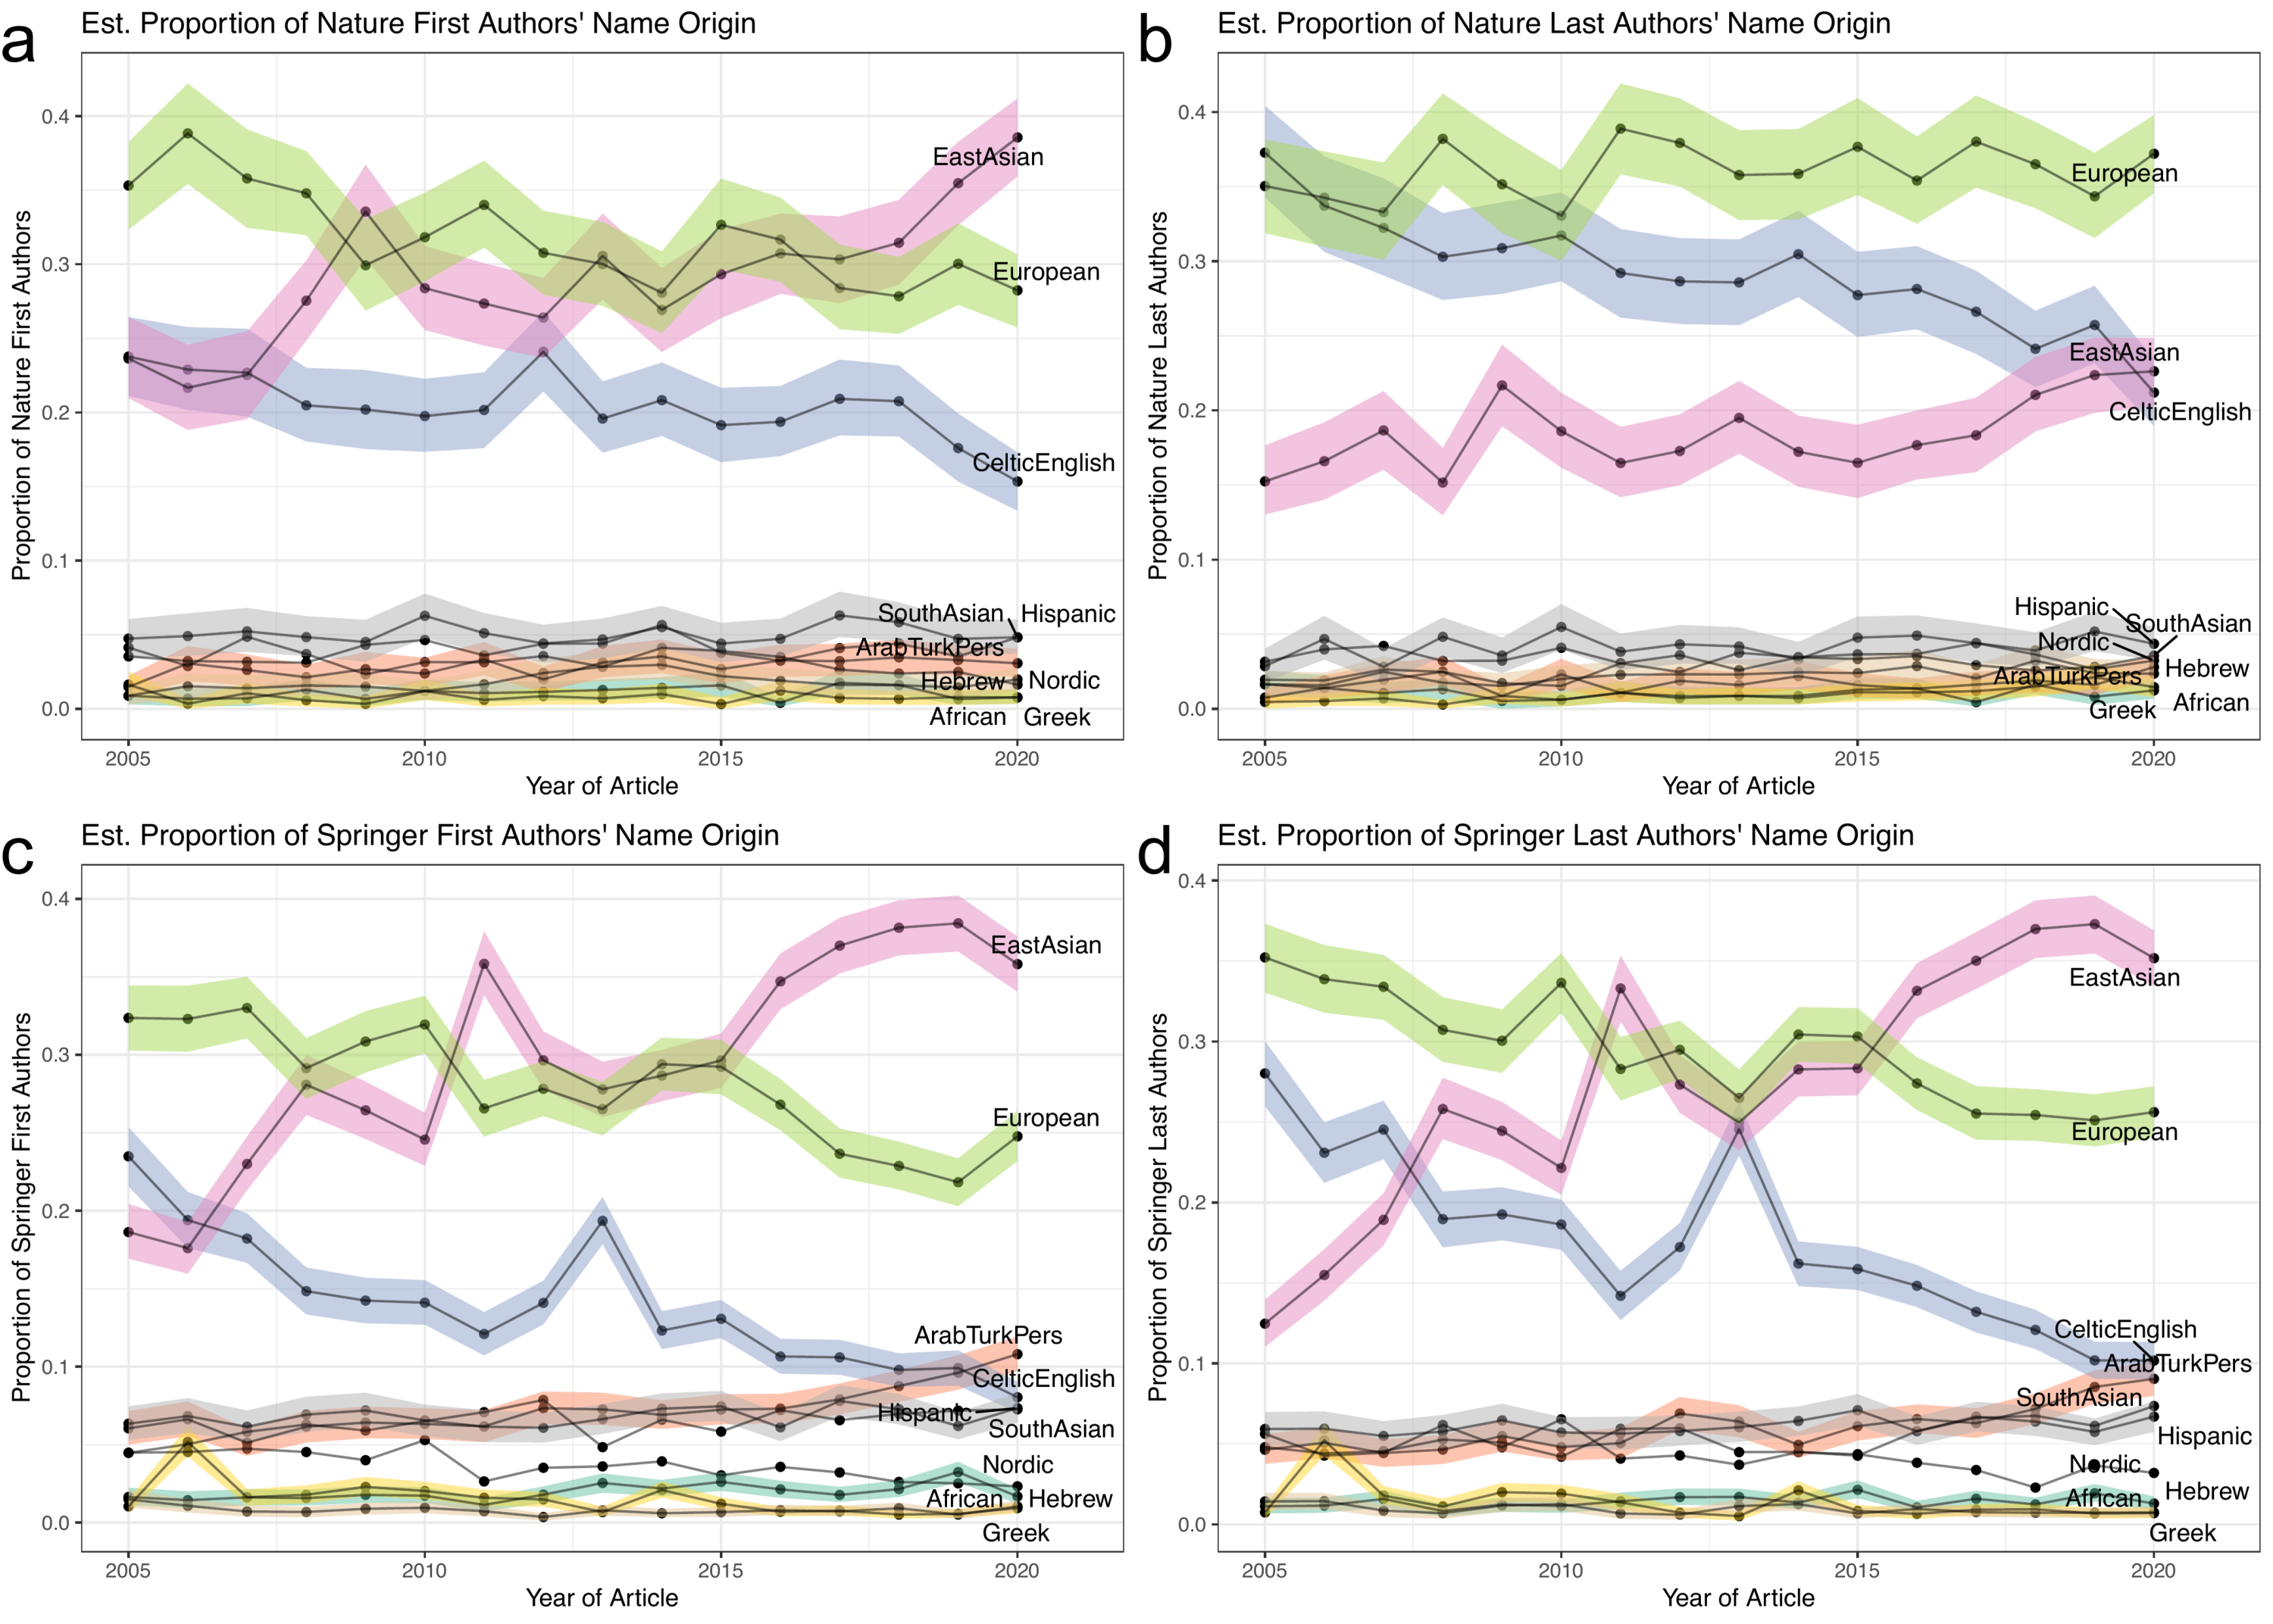 a
Est. Proportion of Nature First Authors' Name Origin
Proportion of Nature First Authors
0.4
0.3
0.2
0.1
0.0
EastAsian
European
CelticEnglish
SouthAsian
Hispanic
ArabTurkPers
Hebrew
Nordic
African
Greek
2005
2010
2015
2020
Year of Article
b
Est. Proportion of Nature Last Authors' Name Origin
Proportion of Nature Last Authors
0.4
0.3
0.2
0.1
0.0
European
EastAsian
CelticEnglish
Hispanic
SouthAsian
Nordic
Hebrew
ArabTurkPers
African
Greek
2005
2010
2015
2020
Year of Article
c
Est. Proportion of Springer First Authors' Name Origin
Proportion of Springer First Authors
0.4
0.3
0.2
0.1
0.0
EastAsian
European
ArabTurkPers
CelticEnglish
Hispanic
SouthAsian
Nordic
African
Hebrew
Greek
2005
2010
2015
2020
Year of Article
d
Est. Proportion of Springer Last Authors' Name Origin
Proportion of Springer Last Authors
0.4
0.3
0.2
0.1
0.0
EastAsian
European
CelticEnglish
ArabTurkPers
SouthAsian
Hispanic
Nordic
Hebrew
African
Greek
2005
2010
2015
2020
Year of Article